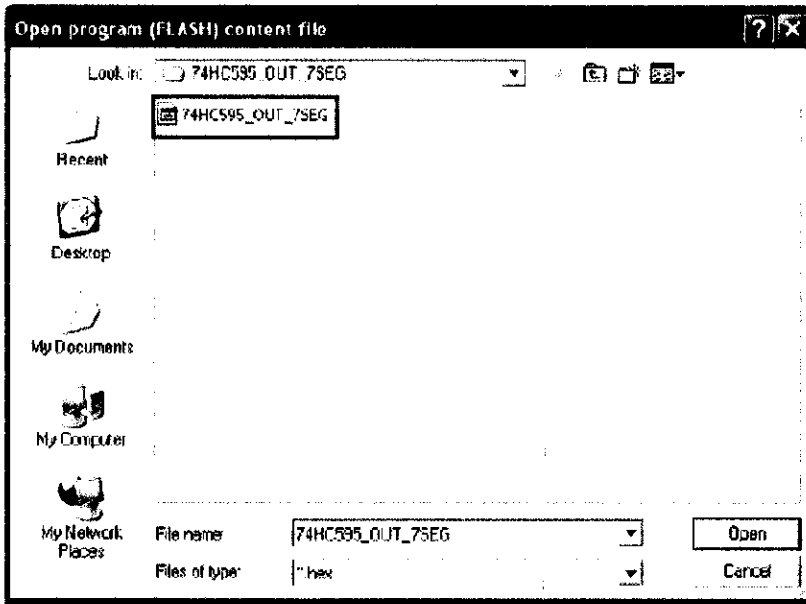 Open program (FLASH) content file
Look in: 74HC595_OUT_7SEG
74HC595_OUT_7SEG
Recent
Desktop
My Documents
My Computer
My Network
Places
File name: 74HC595_OUT_7SEG
Files of type: *.hex
Open
Cancel